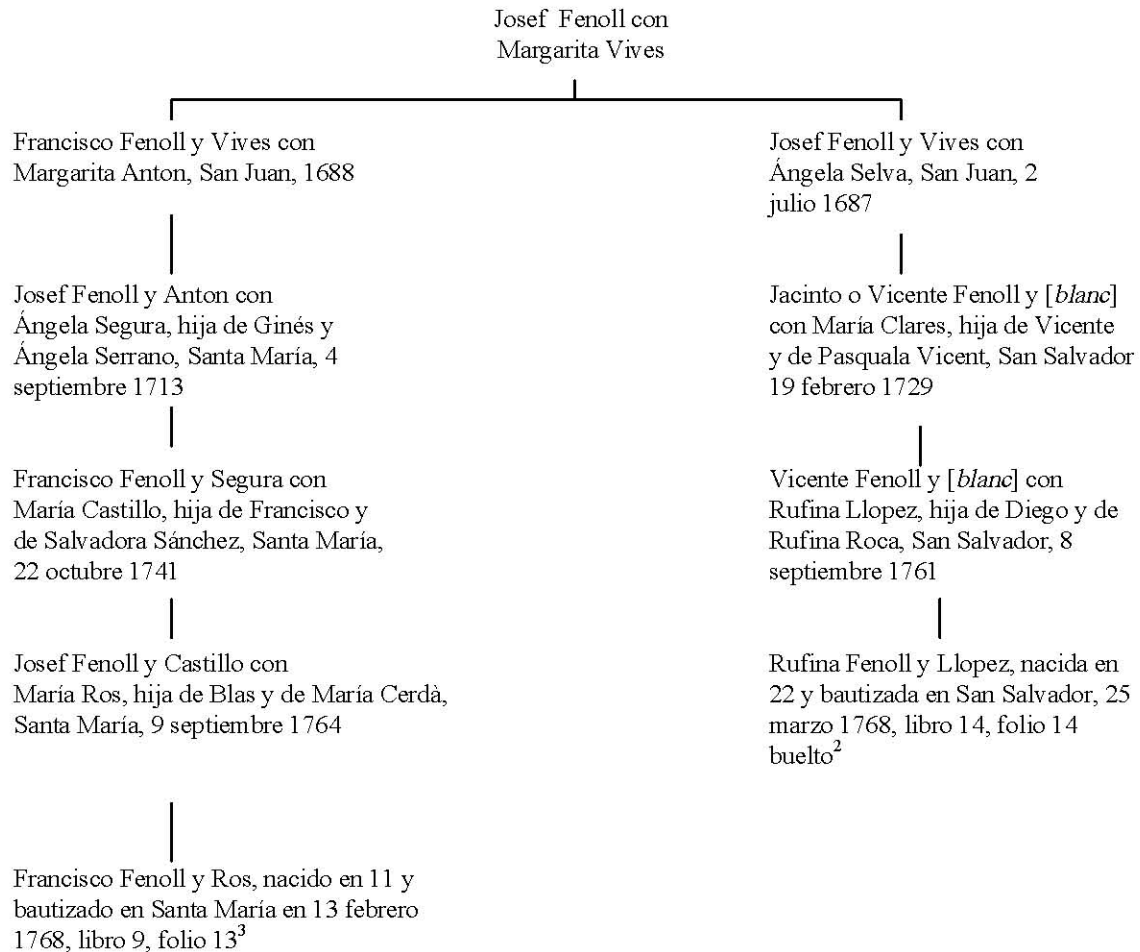 Josef Fenoll con
Margarita Vives
Francisco Fenoll y Vives con
Margarita Anton, San Juan, 1688
Josef Fenoll y Anton con
Ángela Segura, hija de Ginés y
Ángela Serrano, Santa María, 4
septiembre 1713
Francisco Fenoll y Segura con
María Castillo, hija de Francisco y
de Salvadora Sánchez, Santa María,
22 octubre 1741
Josef Fenoll y Castillo con
María Ros, hija de Blas y de María Cerdà,
Santa María, 9 septiembre 1764
Francisco Fenoll y Ros, nacido en 11 y
bautizado en Santa María en 13 febrero
1768, libro 9, folio 13³
Josef Fenoll y Vives con
Ángela Selva, San Juan, 2
julio 1687
Jacinto o Vicente Fenoll y [blanc]
con María Clares, hija de Vicente
y de Pasquala Vicent, San Salvador
19 febrero 1729
Vicente Fenoll y [blanc] con
Rufina Llopez, hija de Diego y de
Rufina Roca, San Salvador, 8
septiembre 1761
Rufina Fenoll y Llopez, nacida en
22 y bautizada en San Salvador, 25
marzo 1768, libro 14, folio 14
buelto²